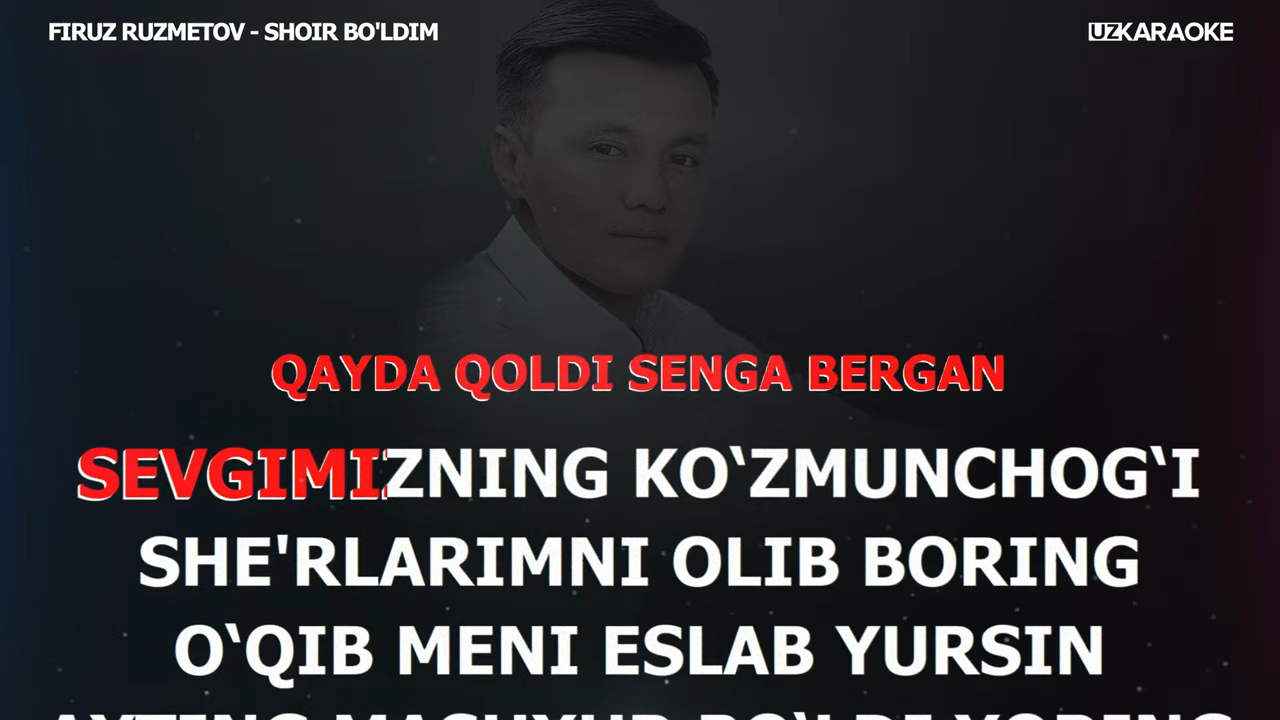 FIRUZ RUZMETOV - SHOIR BO'LDIM
UZKARAOKE
QAYDA QOLDI SENGA BERGAN
SEVGIMIZNING KO‘ZMUNCHOG‘I
SHE'RLARIMNI OLIB BORING
O‘QIB MENI ESLAB YURSIN